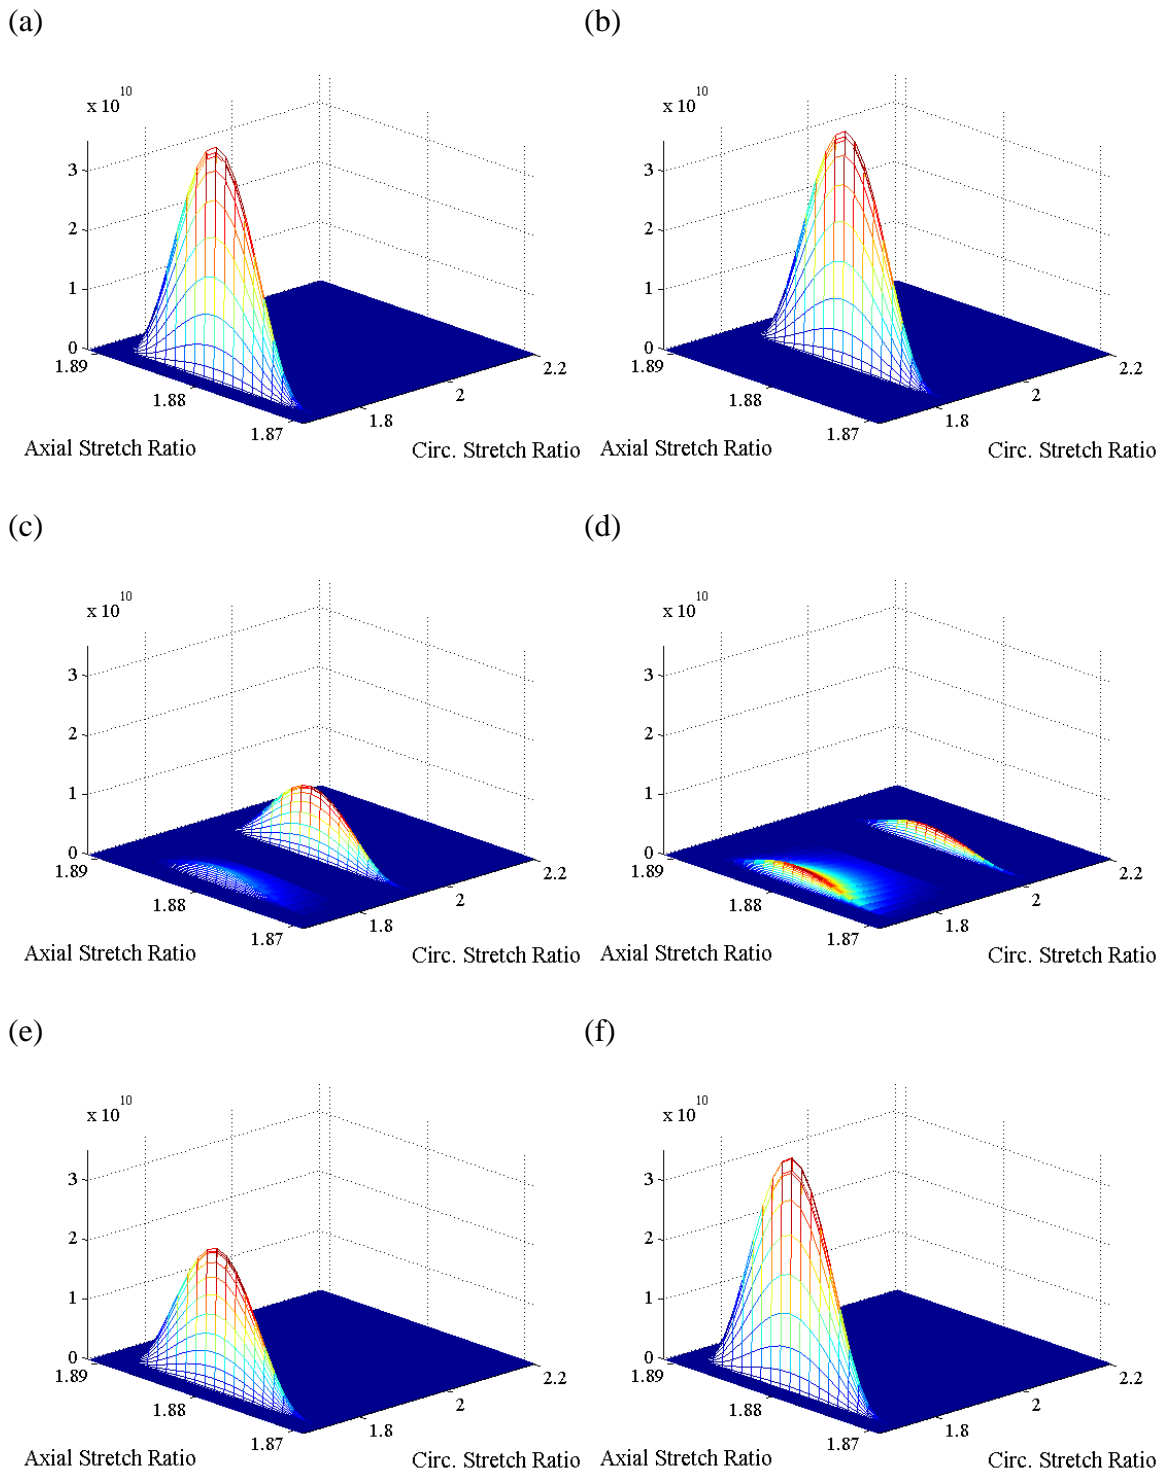 (a)
(b)
x 10^10
3
2
1
0
1.89
1.88
1.87
1.8
2
2.2
Axial Stretch Ratio
Circ. Stretch Ratio
x 10^10
3
2
1
0
1.89
1.88
1.87
1.8
2
2.2
Axial Stretch Ratio
Circ. Stretch Ratio
(c)
(d)
x 10^10
3
2
1
0
1.89
1.88
1.87
1.8
2
2.2
Axial Stretch Ratio
Circ. Stretch Ratio
x 10^10
3
2
1
0
1.89
1.88
1.87
1.8
2
2.2
Axial Stretch Ratio
Circ. Stretch Ratio
(e)
(f)
x 10^10
3
2
1
0
1.89
1.88
1.87
1.8
2
2.2
Axial Stretch Ratio
Circ. Stretch Ratio
x 10^10
3
2
1
0
1.89
1.88
1.87
1.8
2
2.2
Axial Stretch Ratio
Circ. Stretch Ratio